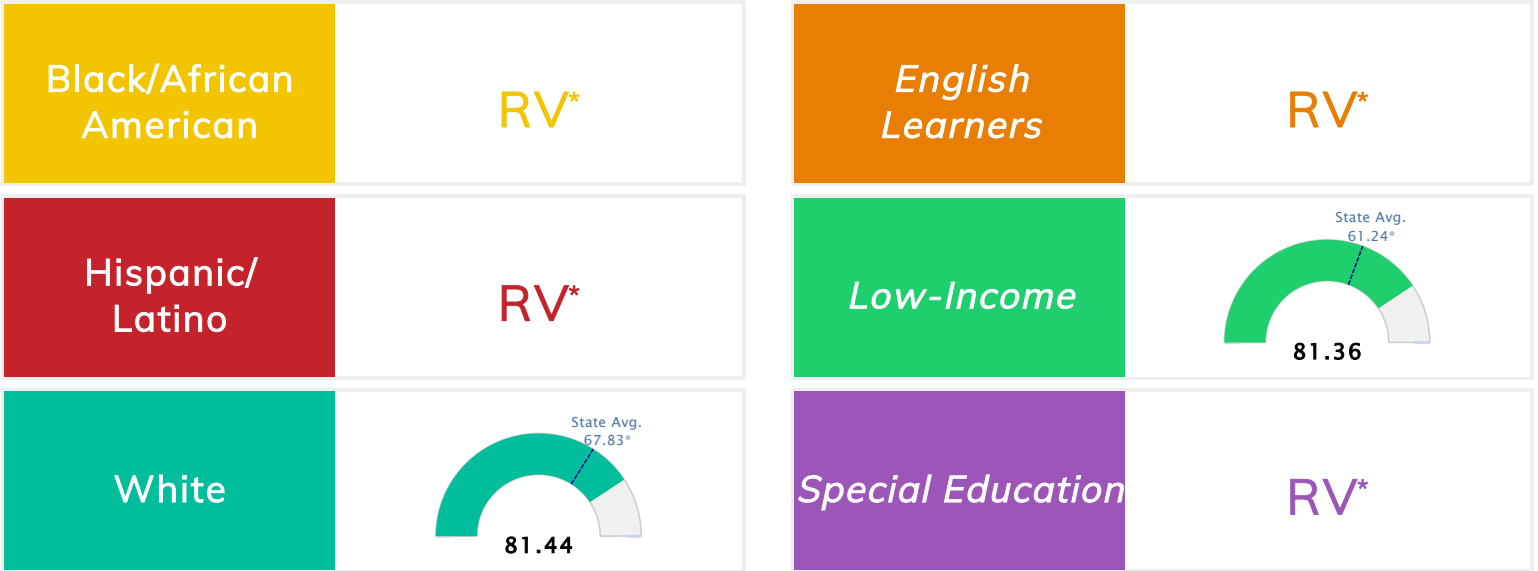 Black/African
American
RV*
English
Learners
RV*
Hispanic/
Latino
RV*
Low-Income
State Avg.
61.24*
81.36
White
State Avg.
67.83*
81.44
Special Education
RV*